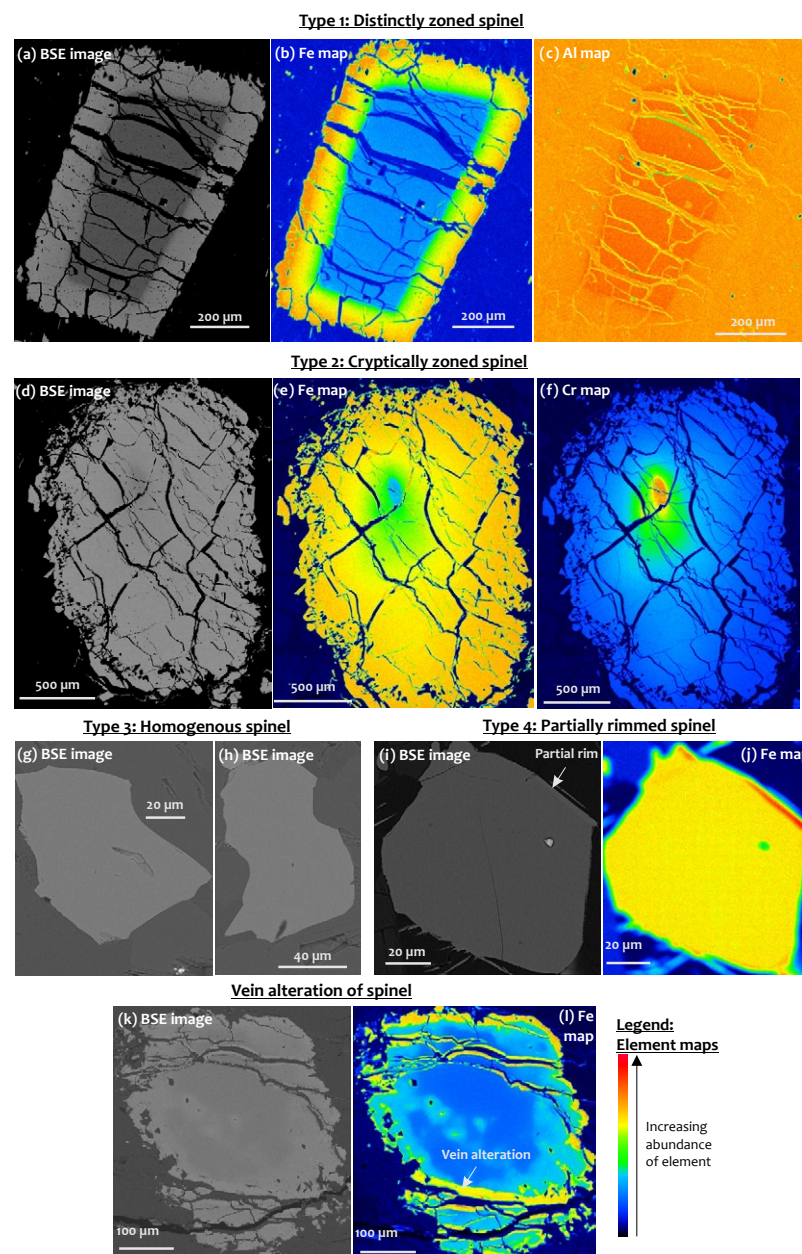 Type 1: Distinctly zoned spinel
(a) BSE image
(b) Fe map
(c) Al map
200 µm
200 µm
200 µm
Type 2: Cryptically zoned spinel
(d) BSE image
(e) Fe map
(f) Cr map
500 µm
500 µm
500 µm
Type 3: Homogenous spinel
Type 4: Partially rimmed spinel
(g) BSE image
(h) BSE image
(i) BSE image
Partial rim
(j) Fe map
20 µm
40 µm
20 µm
20 µm
Vein alteration of spinel
(k) BSE image
(l) Fe
map
Vein alteration
100 µm
100 µm
Legend:
Element maps
Increasing
abundance
of element